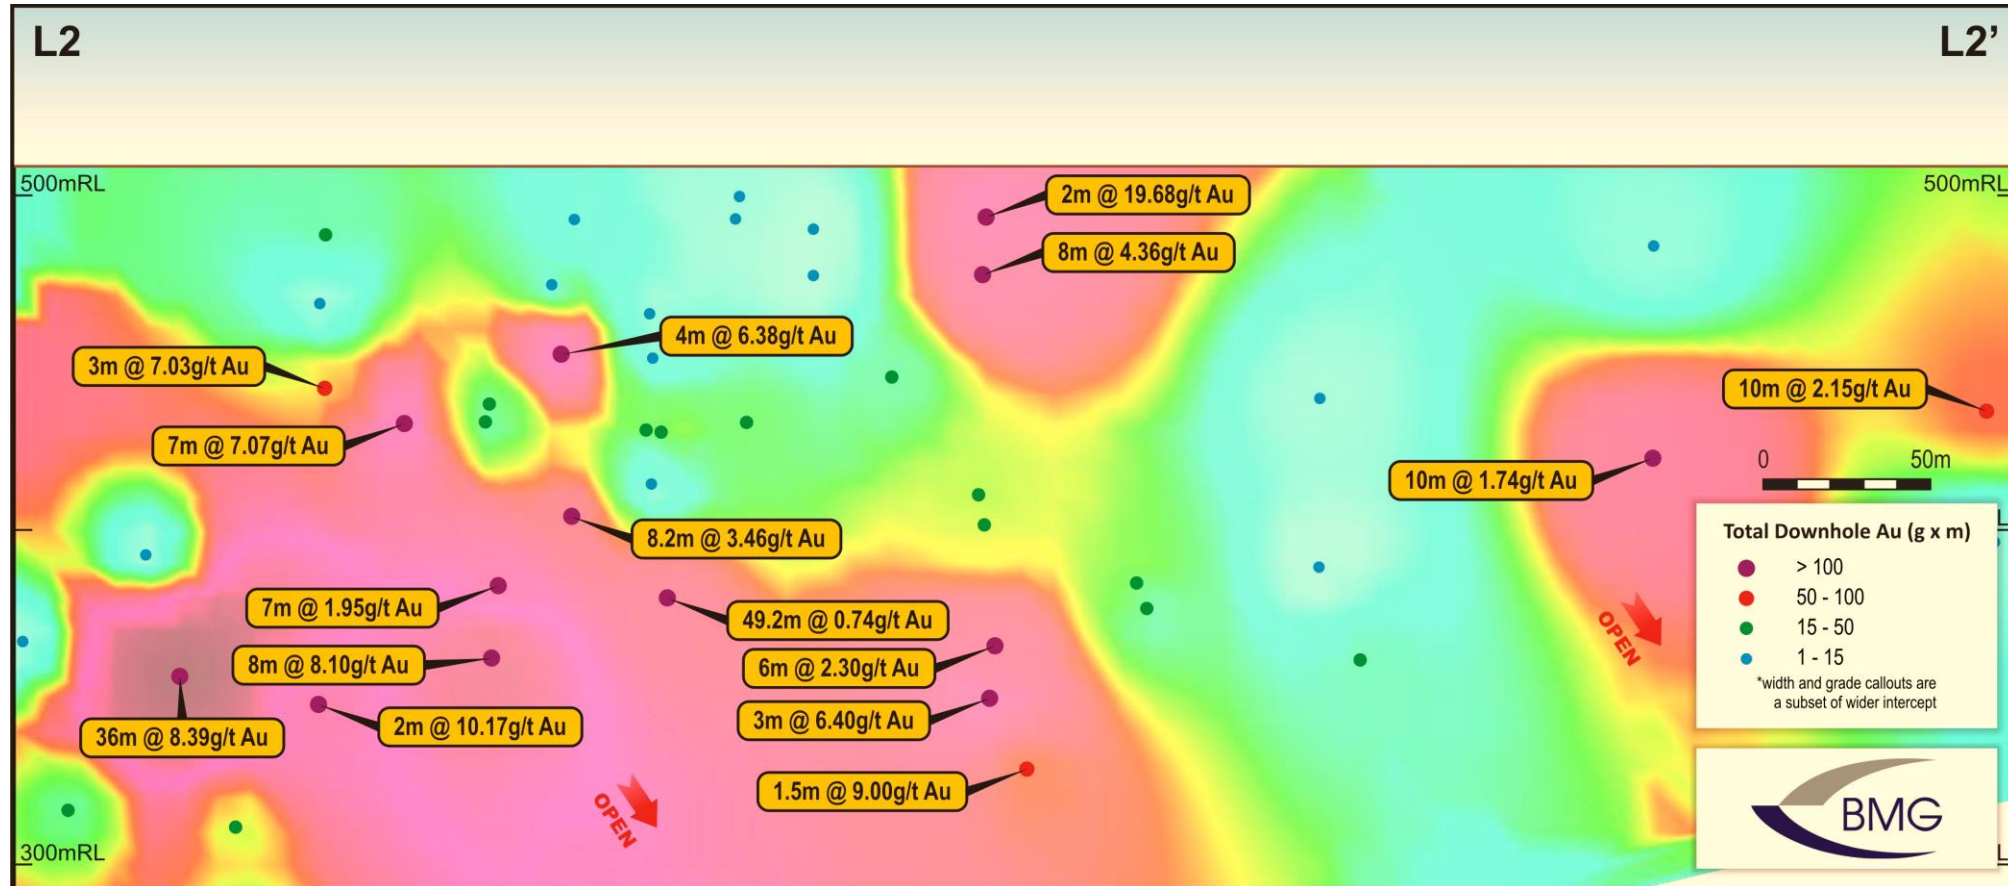 L2
L2’
500mRL
500mRL
2m @ 19.68g/t Au
8m @ 4.36g/t Au
4m @ 6.38g/t Au
3m @ 7.03g/t Au
10m @ 2.15g/t Au
7m @ 7.07g/t Au
10m @ 1.74g/t Au
0
50m
8.2m @ 3.46g/t Au
7m @ 1.95g/t Au
49.2m @ 0.74g/t Au
8m @ 8.10g/t Au
6m @ 2.30g/t Au
3m @ 6.40g/t Au
2m @ 10.17g/t Au
36m @ 8.39g/t Au
1.5m @ 9.00g/t Au
OPEN
OPEN
Total Downhole Au (g x m)
> 100
50 - 100
15 - 50
1 - 15
*width and grade callouts are
a subset of wider intercept
BMG
300mRL
L
L